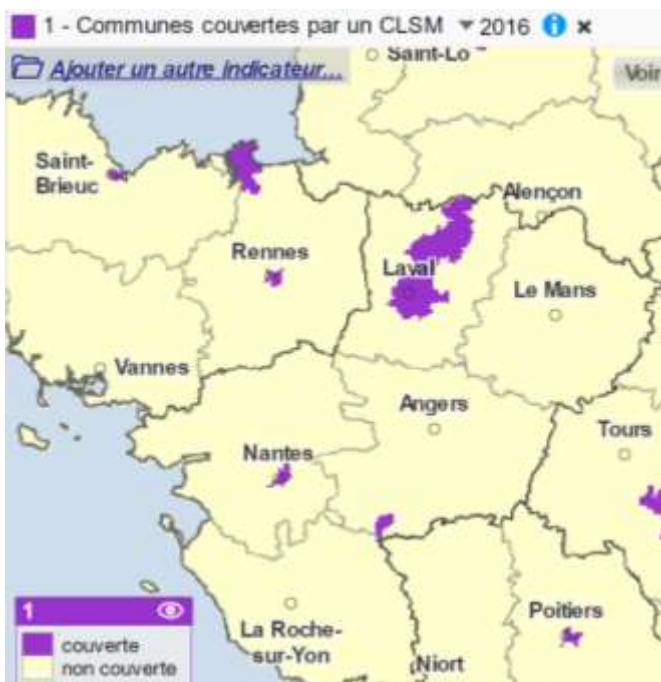 1 - Communes couvertes par un CLSM 2016
Ajouter un autre indicateur...
Saint-Lo
Voir
Saint-
Brieuc
Alençon
Rennes
Laval
Le Mans
Vannes
Angers
Tours
Nantes
1
couverte
non couverte
La Roche-
sur-Yon
Niort
Poitiers